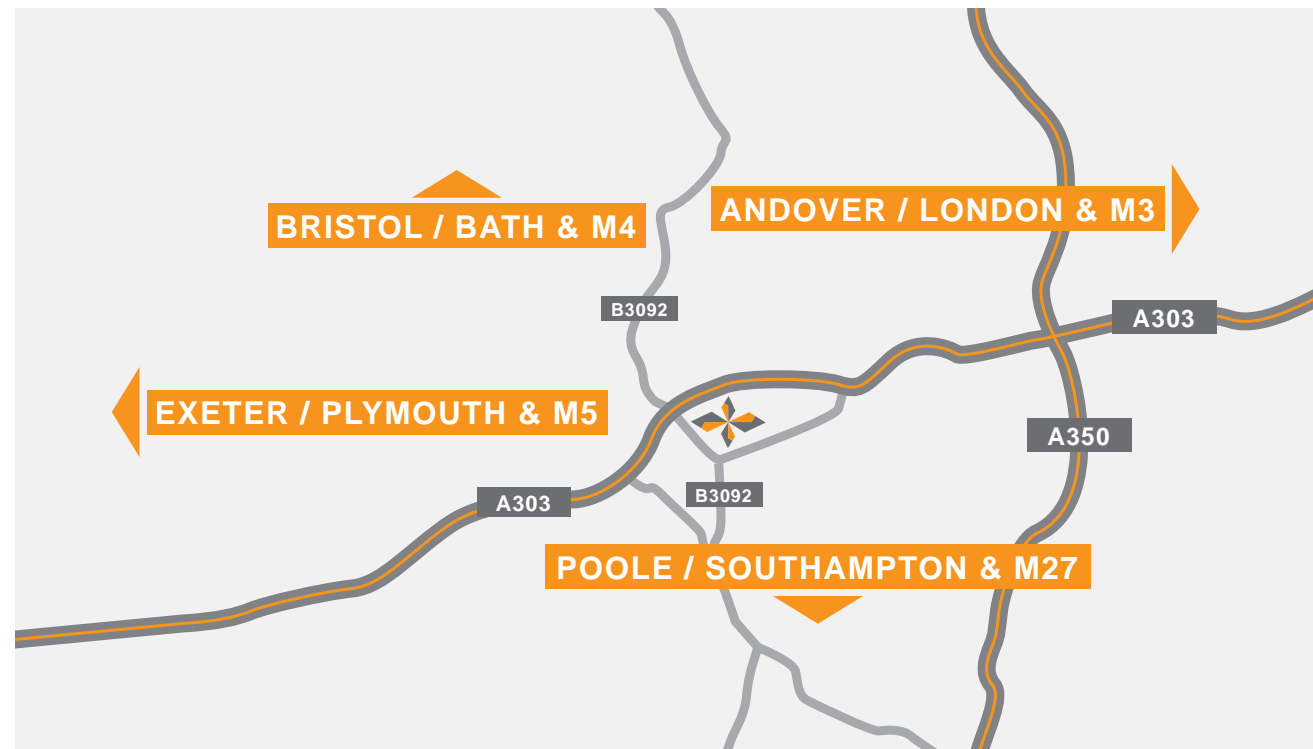 BRISTOL / BATH & M4
ANDOVER / LONDON & M3
B3092
A303
EXETER / PLYMOUTH & M5
A350
B3092
A303
POOLE / SOUTHAMPTON & M27